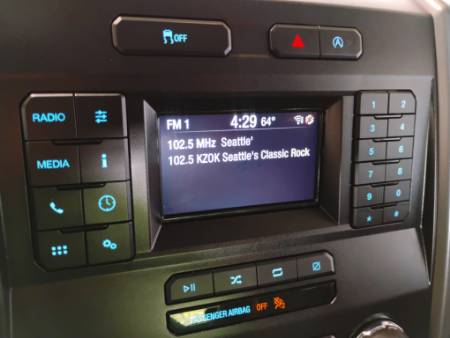 OFF
RADIO
MEDIA
i
FM 1 4:29 64°
102.5 MHz Seattle'
102.5 KZOK Seattle's Classic Rock
1 2
3 4
5 6
7 8
9 0
* #
PASSENGER AIRBAG OFF